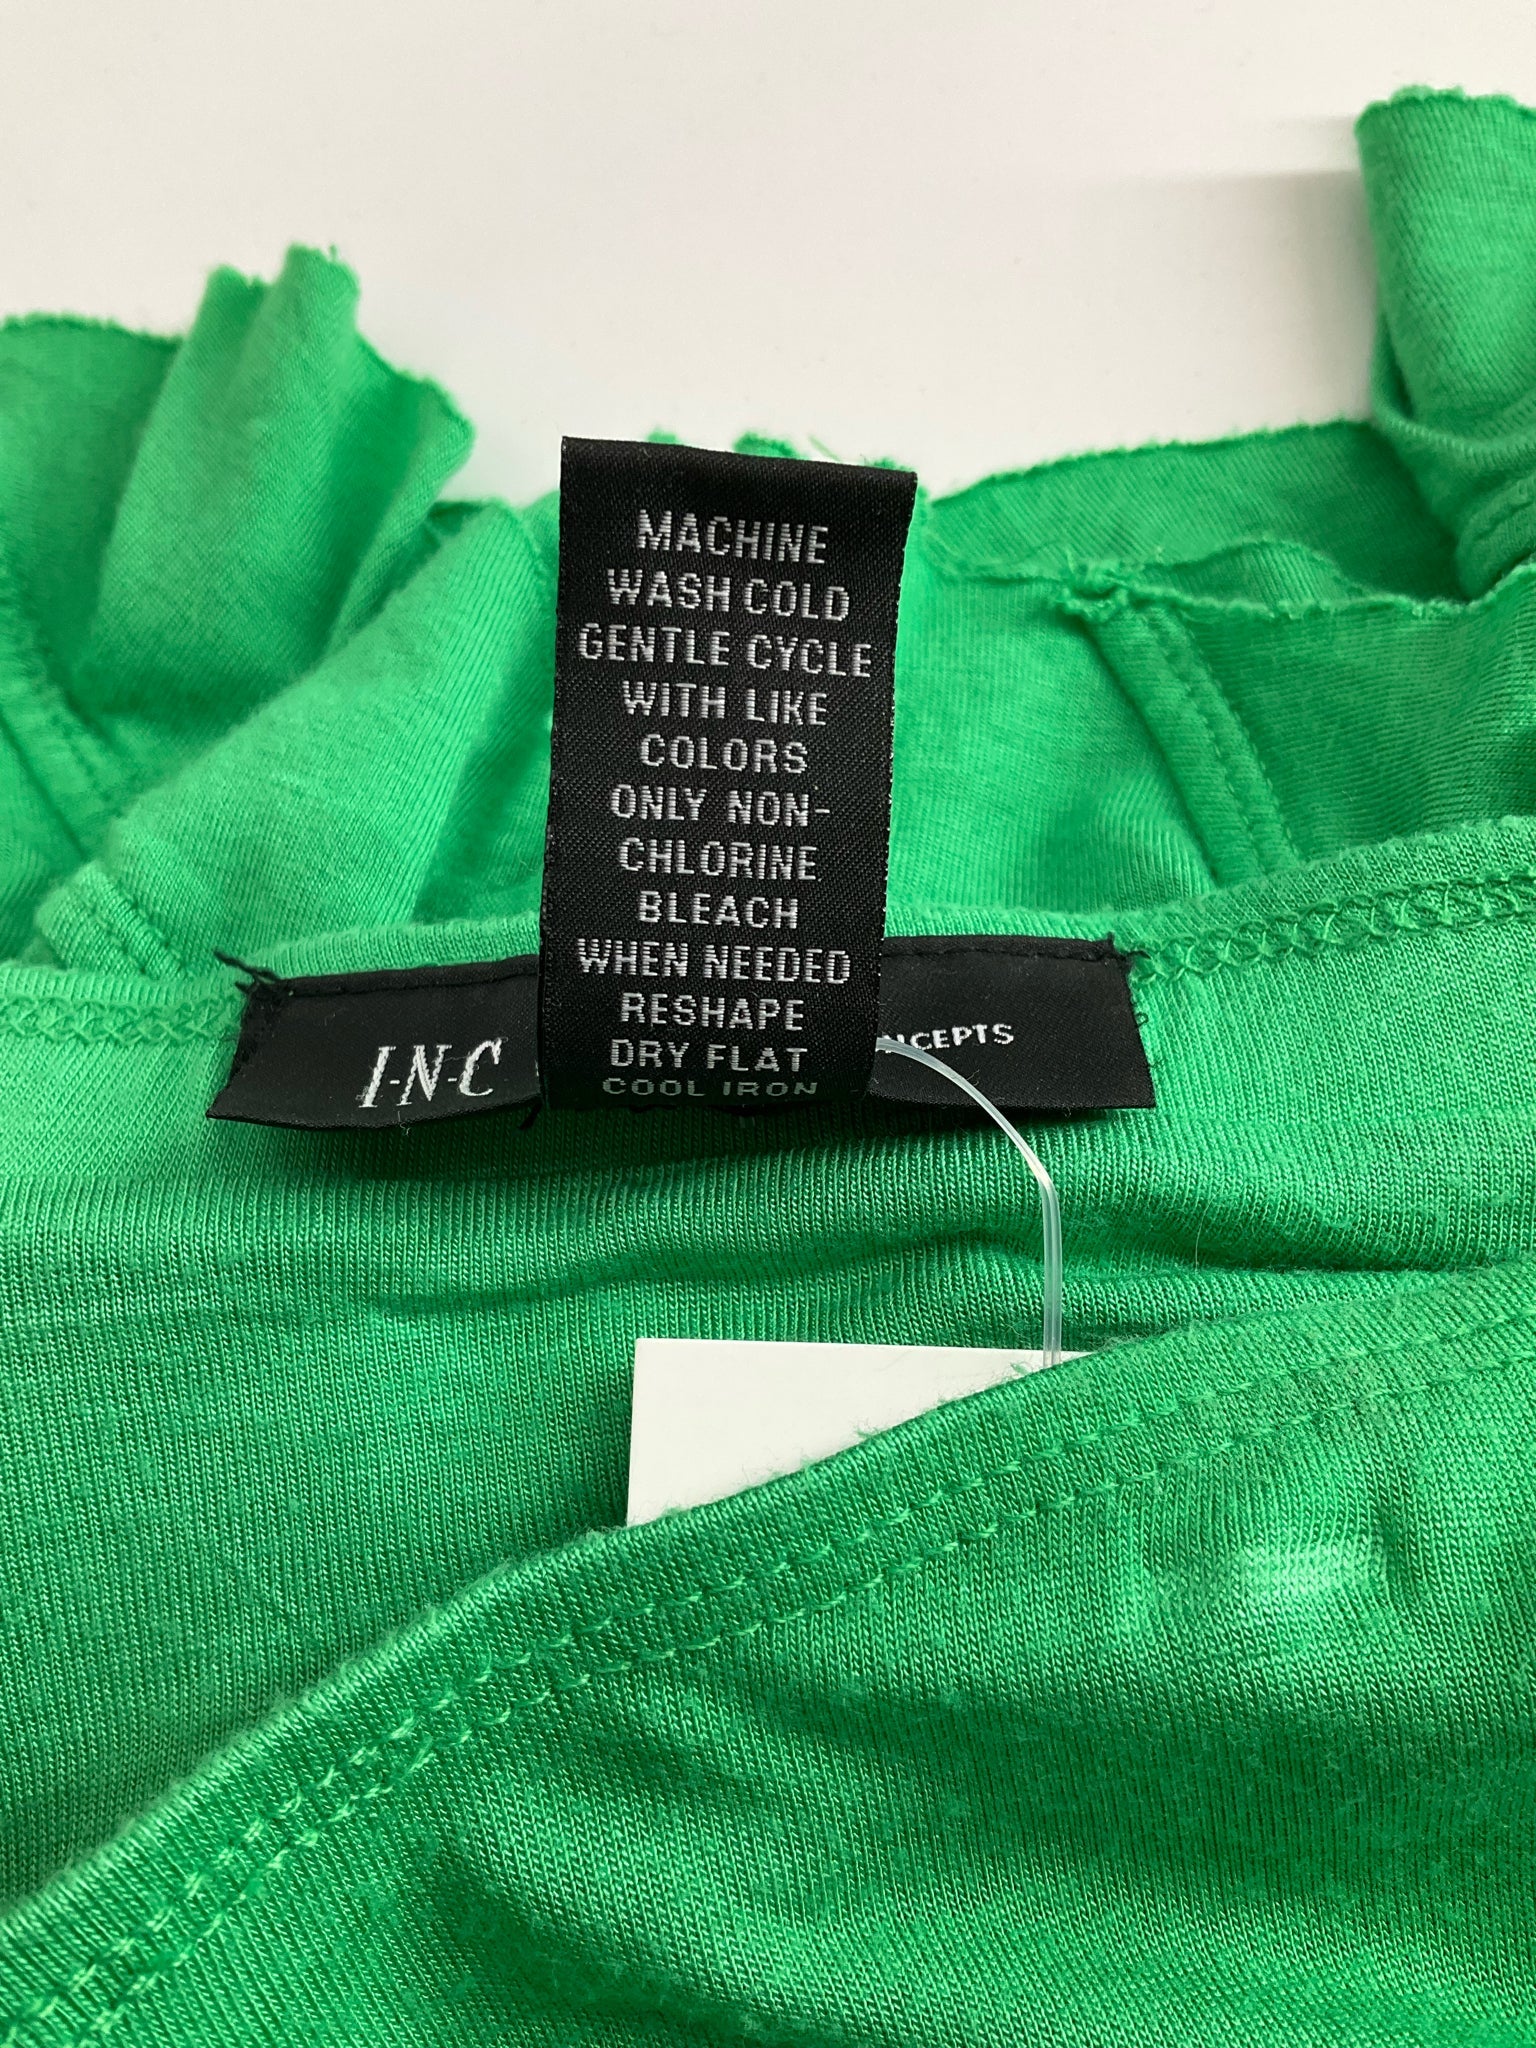 MACHINE
WASH COLD
GENTLE CYCLE
WITH LIKE
COLORS
ONLY NON-
CHLORINE
BLEACH
WHEN NEEDED
RESHAPE
DRY FLAT
COOL IRON
I-N-C
NCEPTS